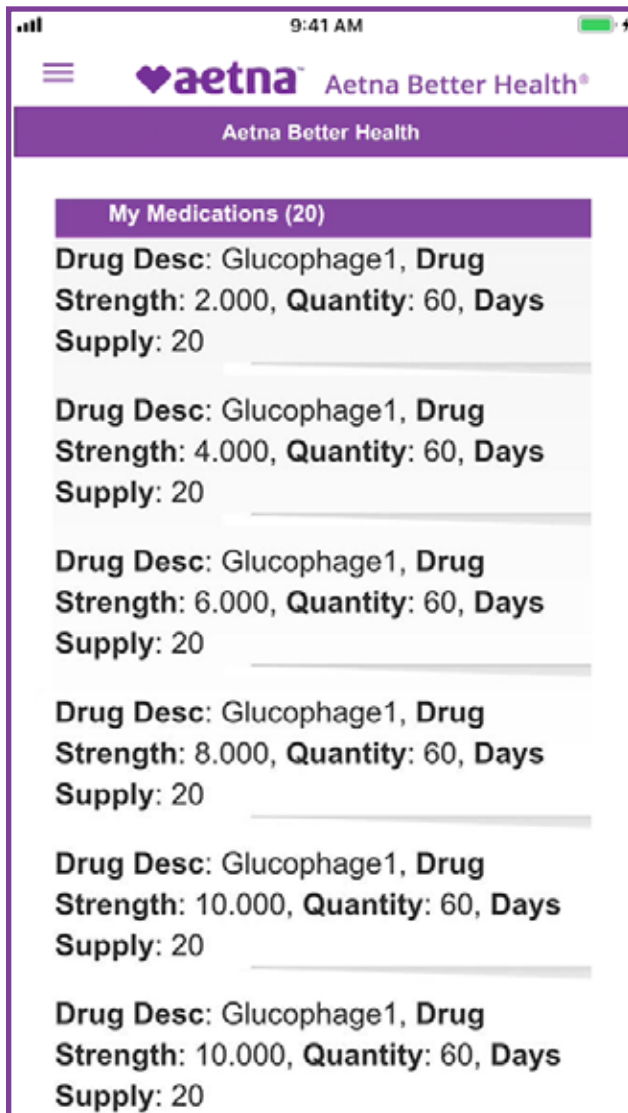 9:41 AM
aetna™ Aetna Better Health®
Aetna Better Health
My Medications (20)
Drug Desc: Glucophage1, Drug
Strength: 2.000, Quantity: 60, Days
Supply: 20
Drug Desc: Glucophage1, Drug
Strength: 4.000, Quantity: 60, Days
Supply: 20
Drug Desc: Glucophage1, Drug
Strength: 6.000, Quantity: 60, Days
Supply: 20
Drug Desc: Glucophage1, Drug
Strength: 8.000, Quantity: 60, Days
Supply: 20
Drug Desc: Glucophage1, Drug
Strength: 10.000, Quantity: 60, Days
Supply: 20
Drug Desc: Glucophage1, Drug
Strength: 10.000, Quantity: 60, Days
Supply: 20